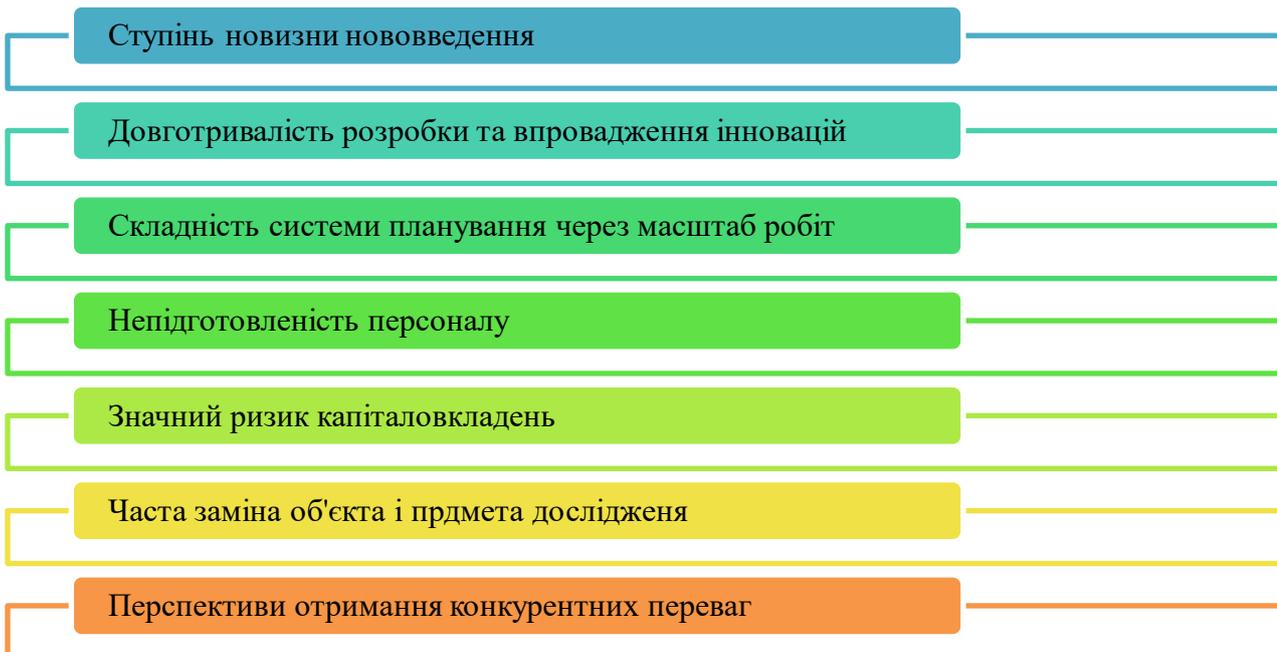 Ступінь новизни нововведення
Довготривалість розробки та впровадження інновацій
Складність системи планування через масштаб робіт
Непідготовленість персоналу
Значний ризик капіталовкладень
Часта заміна об'єкта і прдмета дослідженя
Перспективи отримання конкурентних переваг